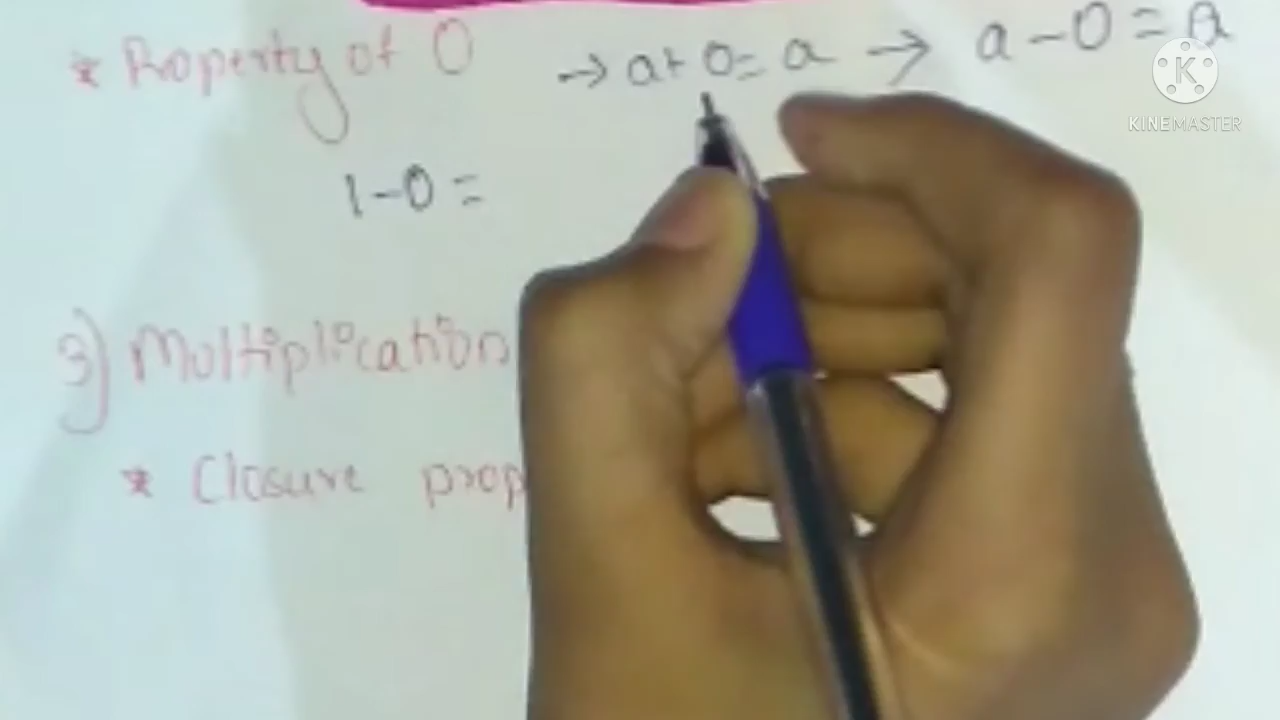 * Property of 0 → a+0=a → a-0=a
1-0=
3) Multiplication
* Closure prop
KINEMASTER